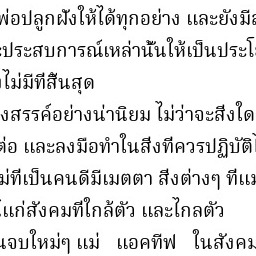 พ่อปลูกฝังให้ได้ทุกอย่าง และยังมี
ประสบการณ์เหล่านั้นให้เป็นประโ
ไม่มีที่สิ้นสุด
งสรรค์อย่างน่านิยม ไม่ว่าจะสิ่งใด
ต่อ และลงมือทำในสิ่งที่ควรปฏิบัติ
ม่ที่เป็นคนดีมีเมตตา สิ่งต่างๆ ที่แม
แก่สังคมที่ใกล้ตัว และไกลตัว
นจบใหม่ๆ แม่ แอคทีฟ ในสังค